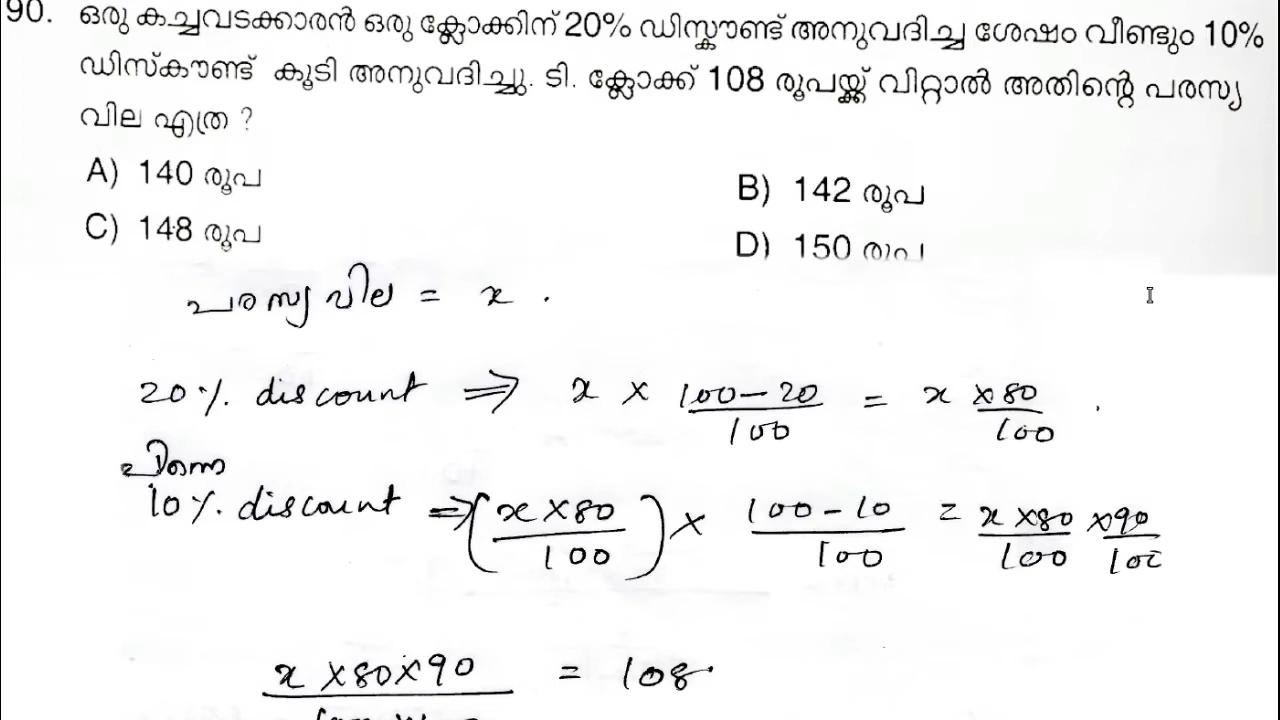 90. ഒരു കച്ചവടക്കാരൻ ഒരു ക്ലോക്കിന് 20% ഡിസ്കൗണ്ട് അനുവദിച്ച ശേഷം വീണ്ടും 10%
ഡിസ്കൗണ്ട് കൂടി അനുവദിച്ചു. ടി. ക്ലോക്ക് 108 രൂപയ്ക്ക് വിറ്റാൽ അതിന്റെ പരസ്യ
വില എത്ര ?
A) 140 രൂപ
B) 142 രൂപ
C) 148 രൂപ
D) 150 രൂപ
പരസ്യ വില = x .
20% discount ⇒ x × (100-20)/100 = x × 80/100
പിന്നെ
10% discount ⇒ (x×80/100) × (100-10)/100 = x×80/100 × 90/100
x×80×90 = 108